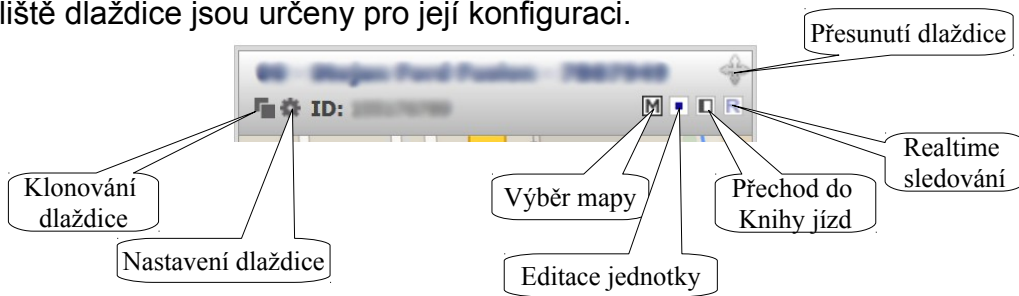 liště dlaždice jsou určeny pro její konfiguraci.
Přesunutí dlaždice
ID:
M
R
Klonování
dlaždice
Nastavení dlaždice
Výběr mapy
Editace jednotky
Přechod do
Knihy jízd
Realtime
sledování